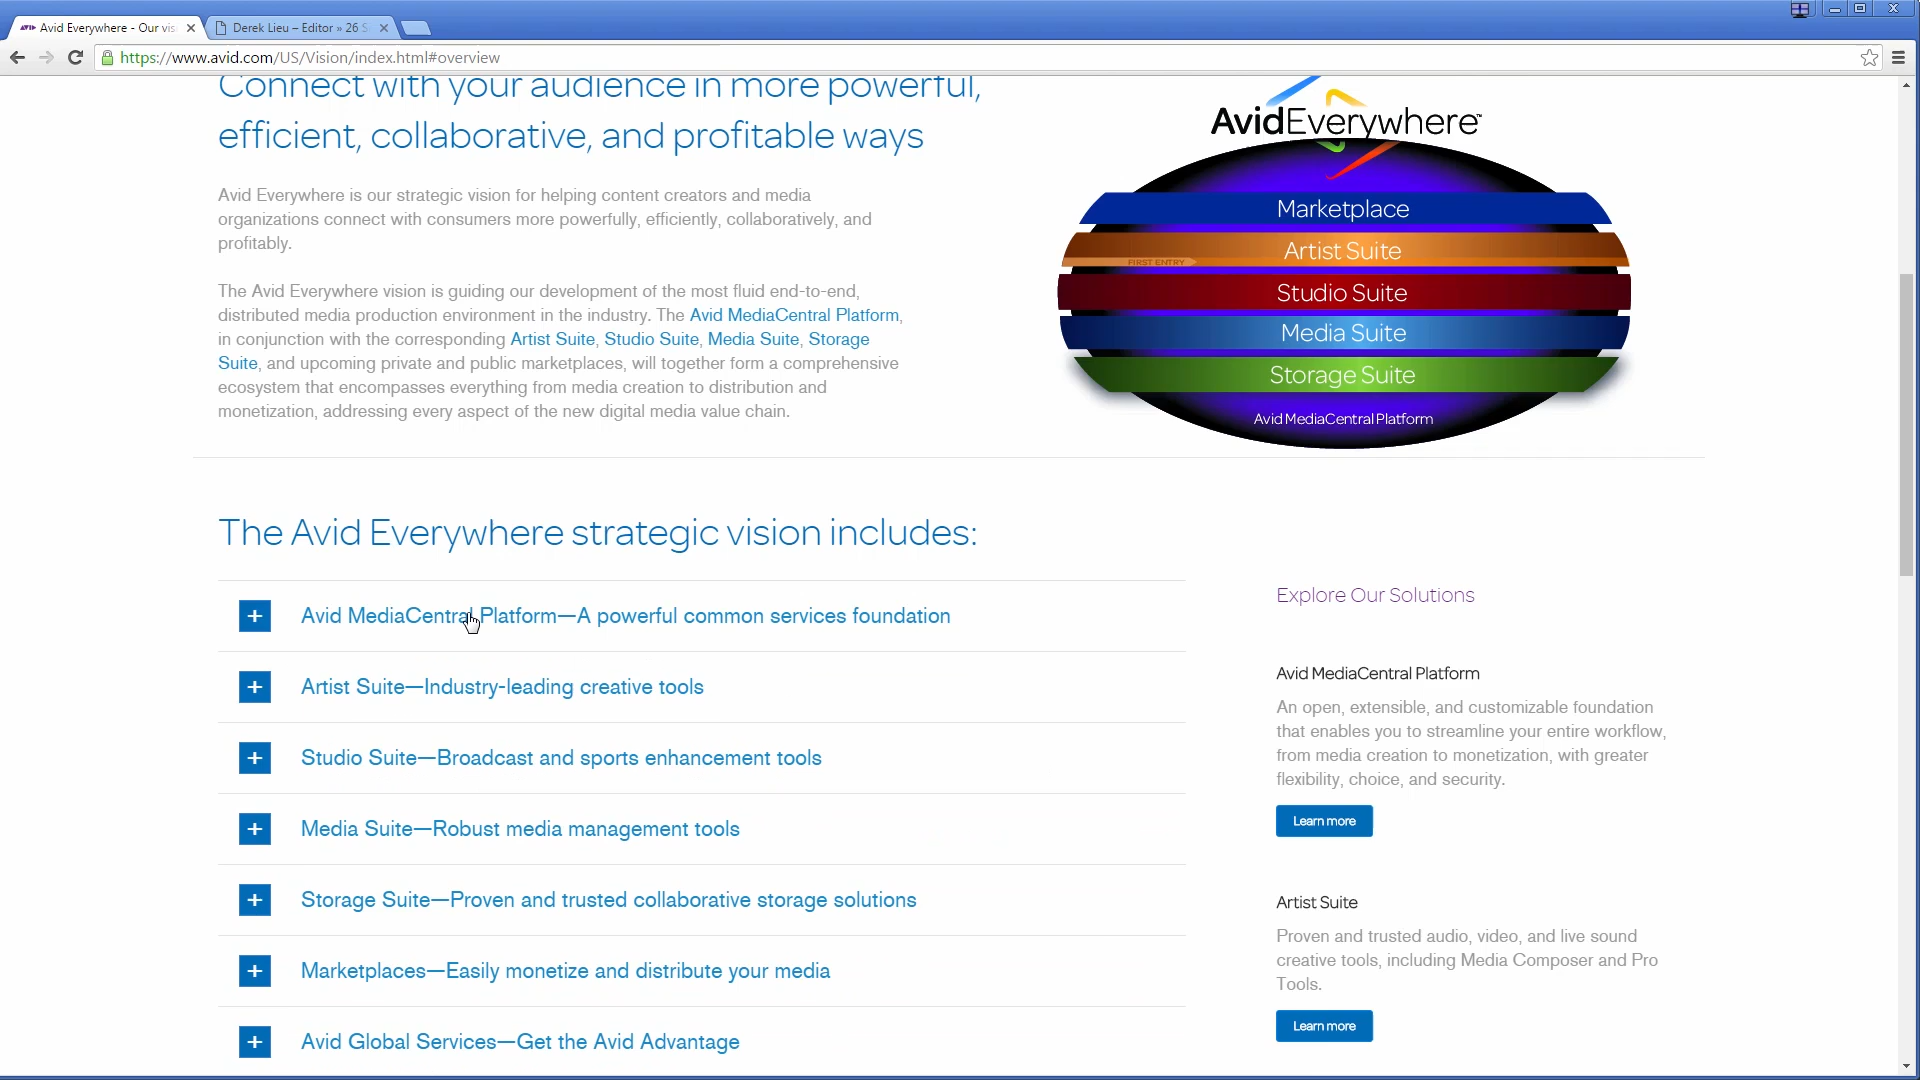 Avid Everywhere - Our vis
Derek Lieu – Editor » 26 S
https://www.avid.com/US/Vision/index.html#overview
Connect with your audience in more powerful,
efficient, collaborative, and profitable ways
Avid Everywhere is our strategic vision for helping content creators and media
organizations connect with consumers more powerfully, efficiently, collaboratively, and
profitably.
The Avid Everywhere vision is guiding our development of the most fluid end-to-end,
distributed media production environment in the industry. The Avid MediaCentral Platform,
in conjunction with the corresponding Artist Suite, Studio Suite, Media Suite, Storage
Suite, and upcoming private and public marketplaces, will together form a comprehensive
ecosystem that encompasses everything from media creation to distribution and
monetization, addressing every aspect of the new digital media value chain.
AvidEverywhere™
Marketplace
Artist Suite
FIRST ENTRY
Studio Suite
Media Suite
Storage Suite
Avid MediaCentral Platform
The Avid Everywhere strategic vision includes:
+ Avid MediaCentral Platform—A powerful common services foundation
+ Artist Suite—Industry-leading creative tools
+ Studio Suite—Broadcast and sports enhancement tools
+ Media Suite—Robust media management tools
+ Storage Suite—Proven and trusted collaborative storage solutions
+ Marketplaces—Easily monetize and distribute your media
+ Avid Global Services—Get the Avid Advantage
Explore Our Solutions
Avid MediaCentral Platform
An open, extensible, and customizable foundation
that enables you to streamline your entire workflow,
from media creation to monetization, with greater
flexibility, choice, and security.
Learn more
Artist Suite
Proven and trusted audio, video, and live sound
creative tools, including Media Composer and Pro
Tools.
Learn more